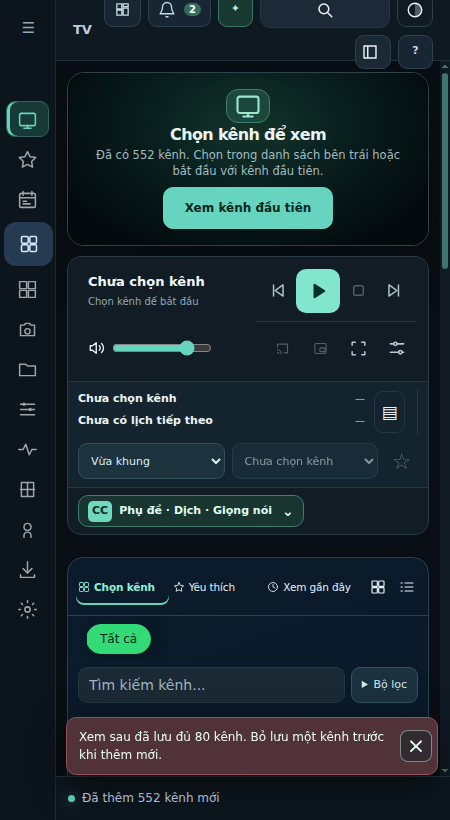 TV
2
?
Chọn kênh để xem
Đã có 552 kênh. Chọn trong danh sách bên trái hoặc
bắt đầu với kênh đầu tiên.
Xem kênh đầu tiên
Chưa chọn kênh
Chọn kênh để bắt đầu
Chưa chọn kênh —
Chưa có lịch tiếp theo —
Vừa khung Chưa chọn kênh
CC Phụ đề · Dịch · Giọng nói
Chọn kênh Yêu thích Xem gần đây
Tất cả
Tìm kiếm kênh... Bộ lọc
Xem sau đã lưu đủ 80 kênh. Bỏ lưu một kênh trước
khi thêm mới.
Đã thêm 552 kênh mới